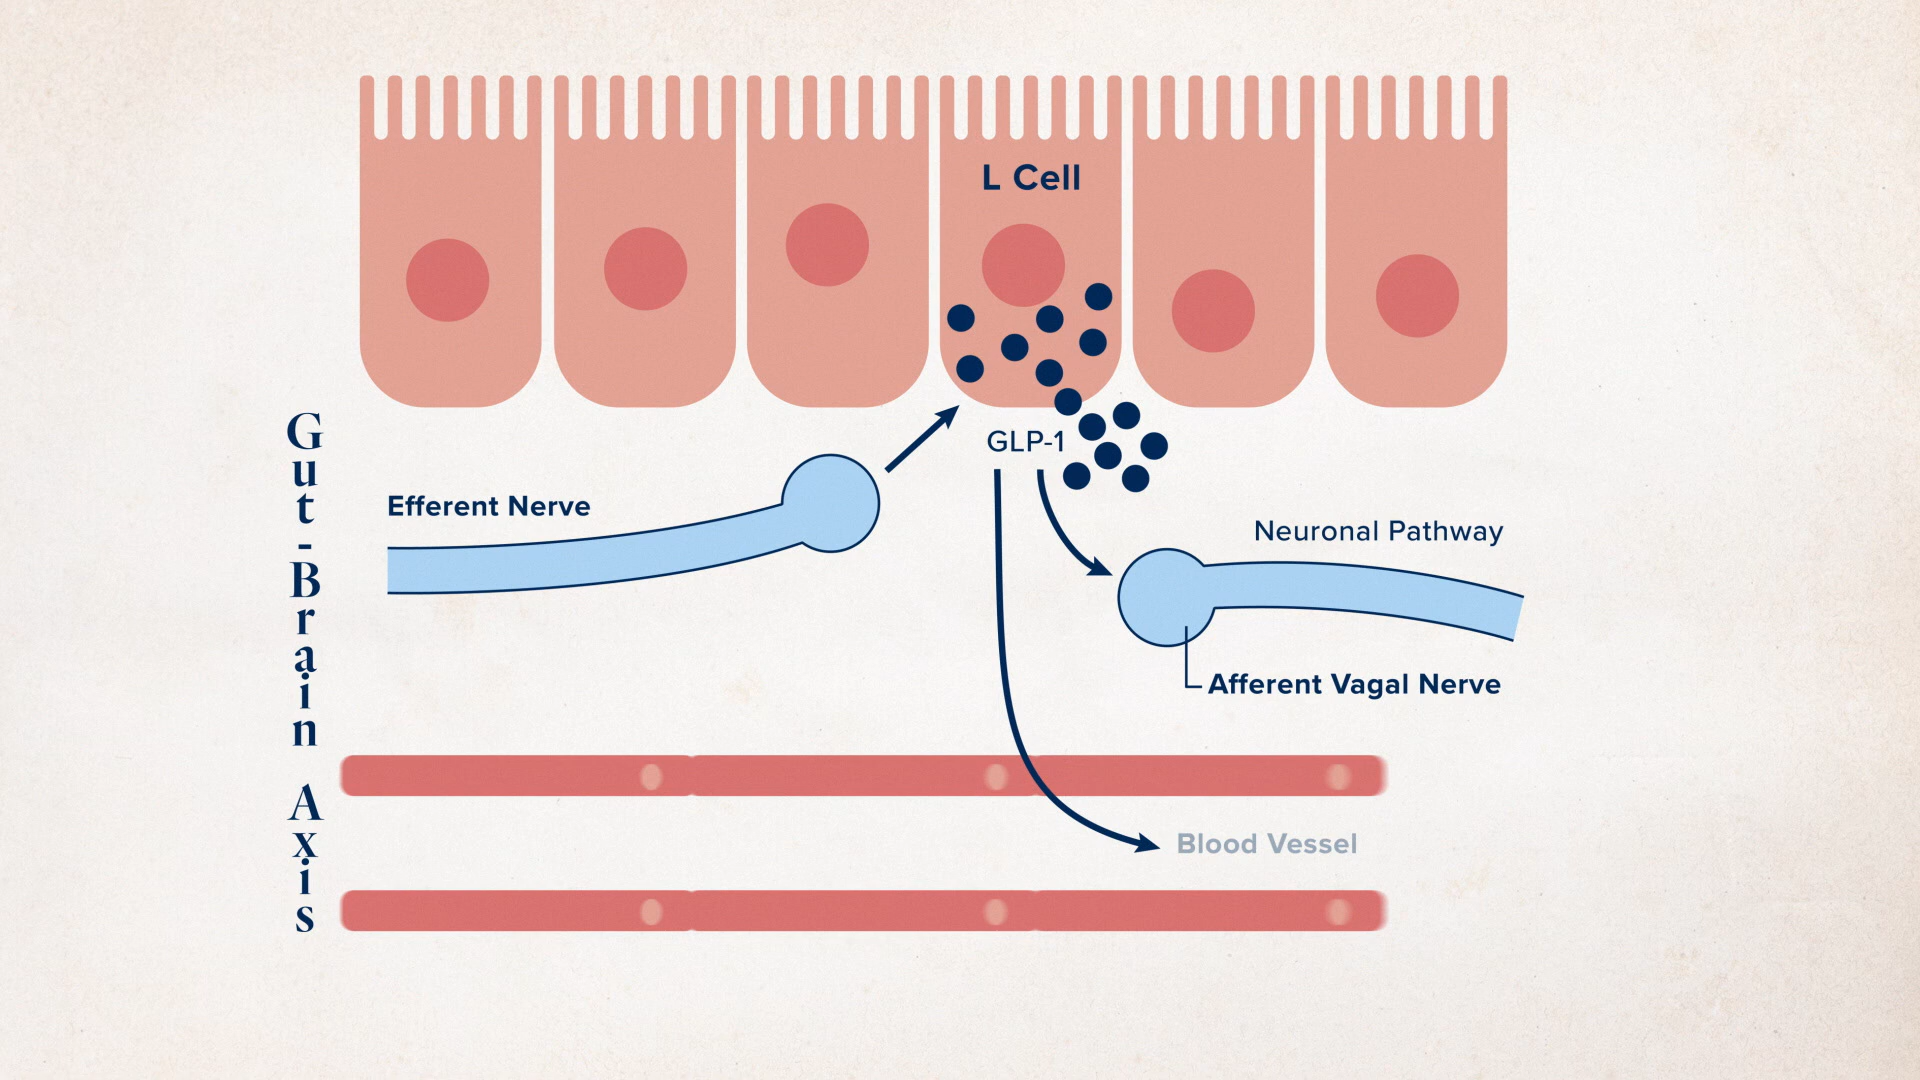 L Cell
GLP-1
Efferent Nerve
Neuronal Pathway
Afferent Vagal Nerve
Blood Vessel
Gut-Brain Axis